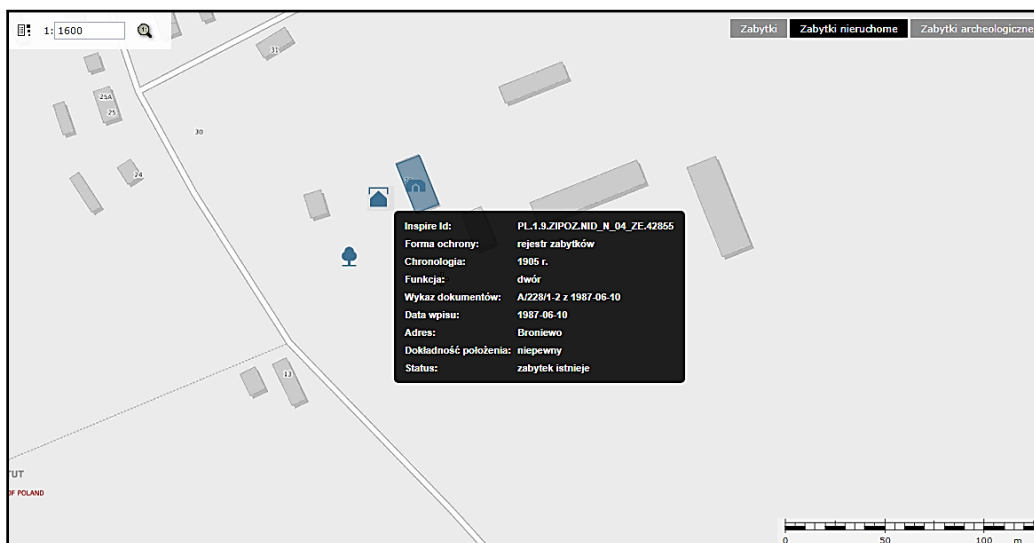 1: 1600
Zabytki Zabytki nieruchome Zabytki archeologiczne
31
25A
25
30
24
Inspire Id: PL.1.9.ZIPOZ.NID_N_04_ZE.42855
Forma ochrony: rejestr zabytków
Chronologia: 1905 r.
Funkcja: dwór
Wykaz dokumentów: A/228/1-2 z 1987-06-10
Data wpisu: 1987-06-10
Adres: Broniewo
Dokładność położenia: niepewny
Status: zabytek istnieje
13
TUT
OF POLAND
0 50 100 m